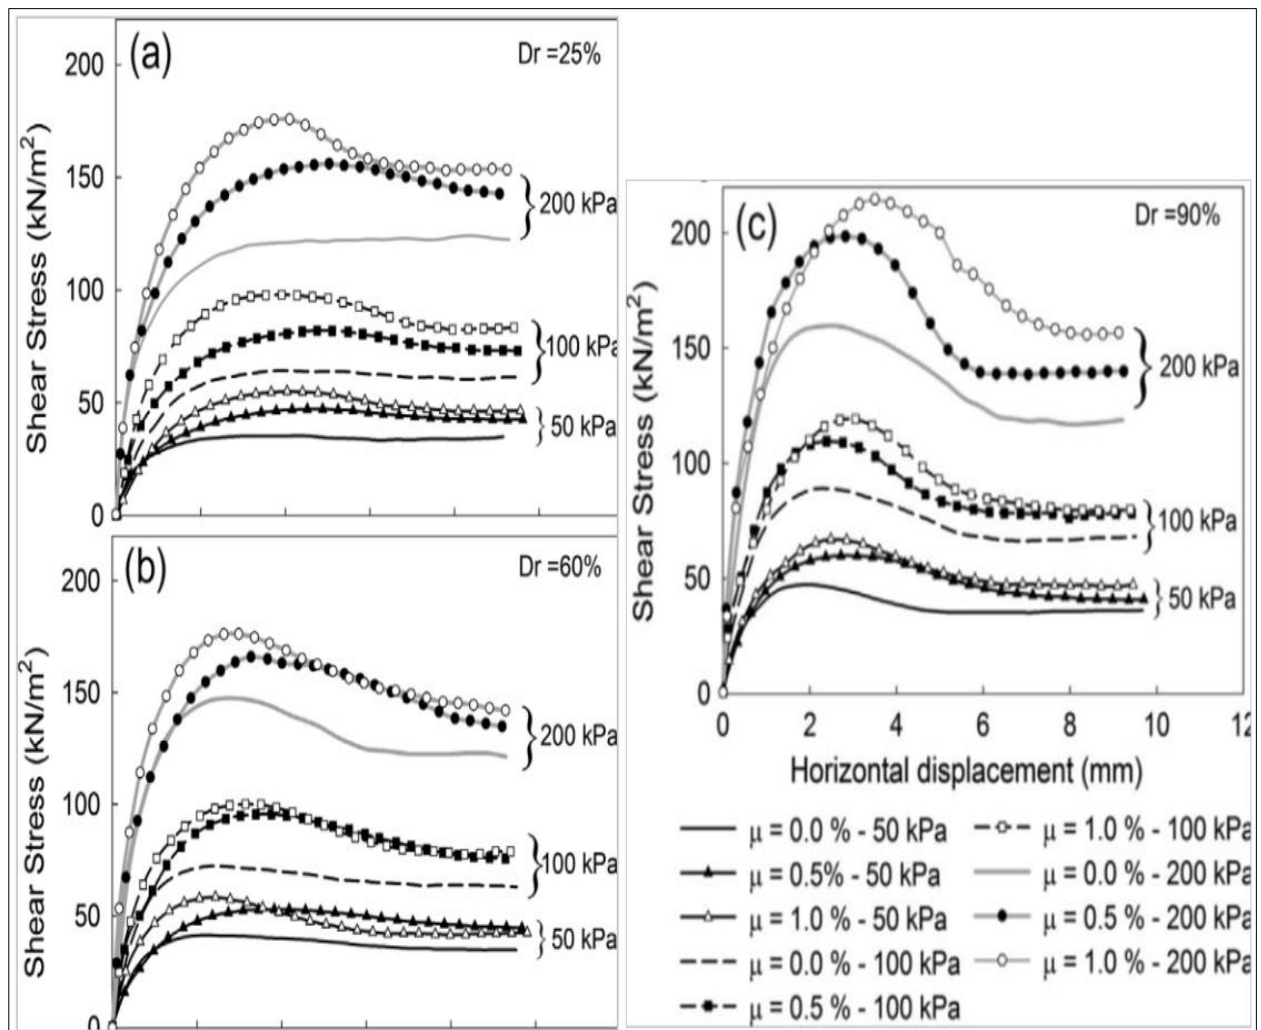 (a)
Dr =25%
200
150
100
50
0
Shear Stress (kN/m²)
200 kPa
100 kPa
50 kPa
(b)
Dr =60%
200
150
100
50
0
Shear Stress (kN/m²)
200 kPa
100 kPa
50 kPa
(c)
Dr =90%
200
150
100
50
0
Shear Stress (kN/m²)
200 kPa
100 kPa
50 kPa
0 2 4 6 8 10 12
Horizontal displacement (mm)
μ = 0.0 % - 50 kPa
μ = 0.5% - 50 kPa
μ = 1.0 % - 50 kPa
μ = 0.0 % - 100 kPa
μ = 0.5 % - 100 kPa
μ = 1.0 % - 100 kPa
μ = 0.0 % - 200 kPa
μ = 0.5 % - 200 kPa
μ = 1.0 % - 200 kPa